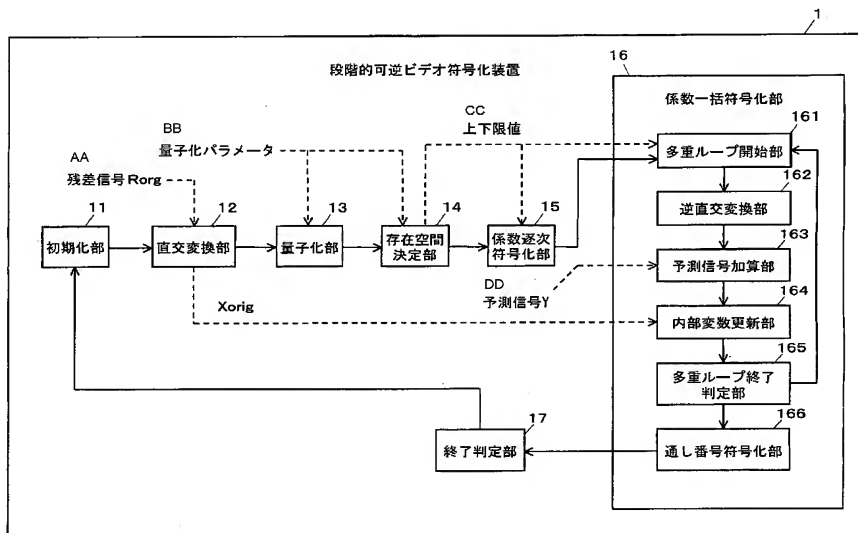 1
段階的可逆ビデオ符号化装置
16
係数一括符号化部
CC
上下限値
BB
量子化パラメータ
AA
残差信号Rorg
161
多重ループ開始部
162
逆直交変換部
11
初期化部
12
直交変換部
13
量子化部
14
存在空間
決定部
15
係数逐次
符号化部
163
予測信号加算部
DD
予測信号Y
164
内部変数更新部
Xorig
165
多重ループ終了
判定部
166
通し番号符号化部
17
終了判定部